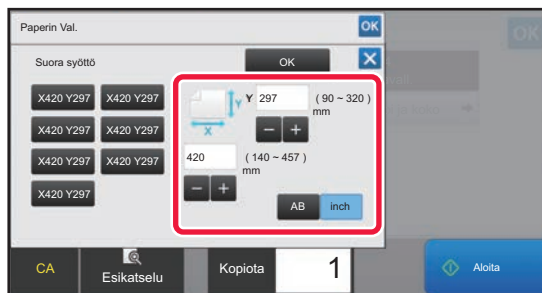 Paperin Val.
OK
OK
Suora syöttö
OK
X420 Y297
X420 Y297
X420 Y297
X420 Y297
X420 Y297
X420 Y297
X420 Y297
Y
X
Y 297 ( 90 ~ 320 )
mm
- +
420 ( 140 ~ 457 )
mm
- +
AB inch
CA
Esikatselu
Kopiota
1
Aloita